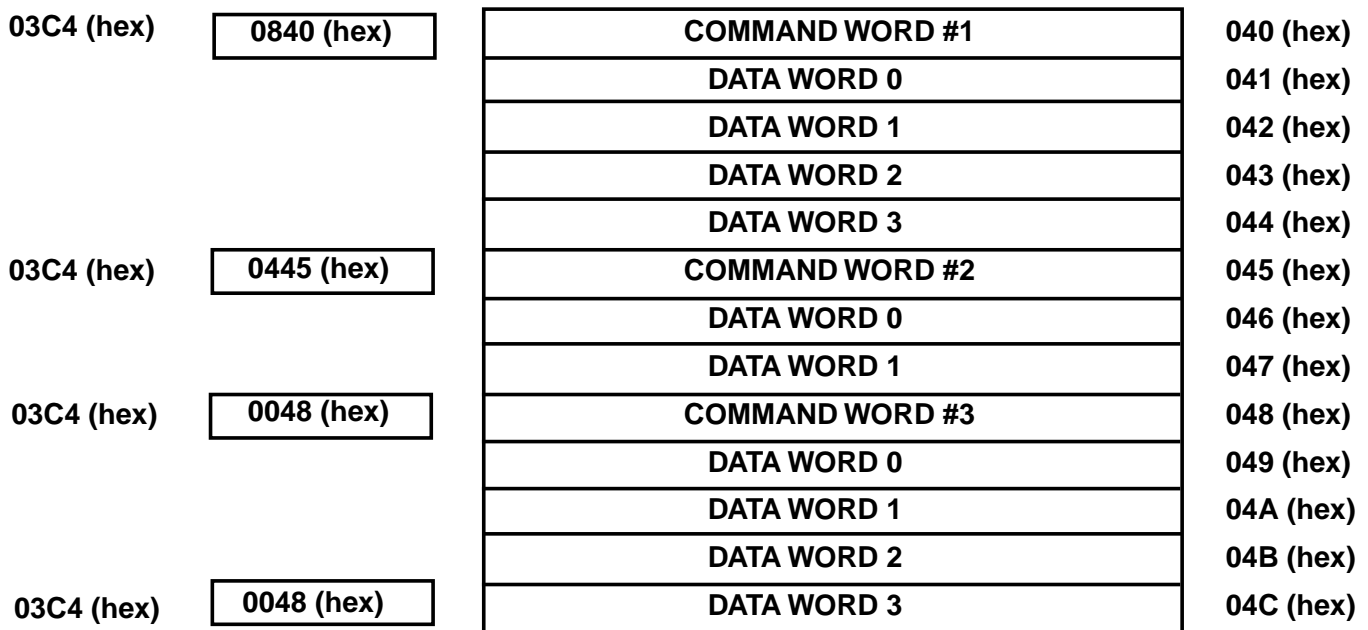 03C4 (hex) 0840 (hex) COMMAND WORD #1 040 (hex)
DATA WORD 0 041 (hex)
DATA WORD 1 042 (hex)
DATA WORD 2 043 (hex)
DATA WORD 3 044 (hex)
03C4 (hex) 0445 (hex) COMMAND WORD #2 045 (hex)
DATA WORD 0 046 (hex)
DATA WORD 1 047 (hex)
03C4 (hex) 0048 (hex) COMMAND WORD #3 048 (hex)
DATA WORD 0 049 (hex)
DATA WORD 1 04A (hex)
DATA WORD 2 04B (hex)
03C4 (hex) 0048 (hex) DATA WORD 3 04C (hex)